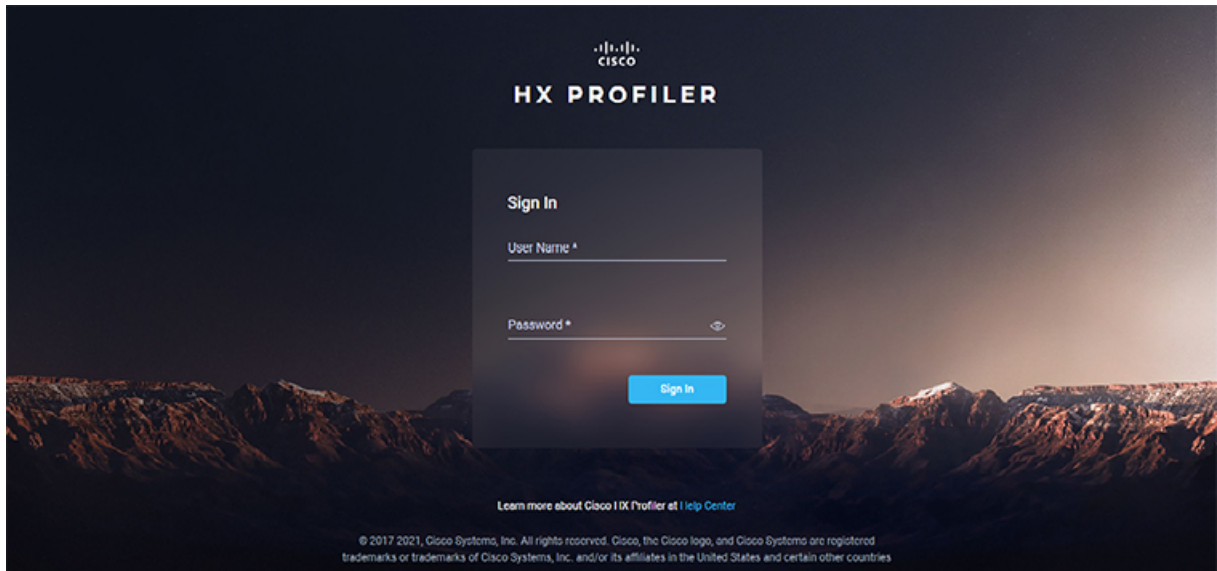 CISCO
HX PROFILER
Sign In
User Name *
Password *
Sign In
Learn more about Cisco HX Profiler at Help Center
© 2017 2021, Cisco Systems, Inc. All rights reserved. Cisco, the Cisco logo, and Cisco Systems are registered
trademarks or trademarks of Cisco Systems, Inc. and/or its affiliates in the United States and certain other countries